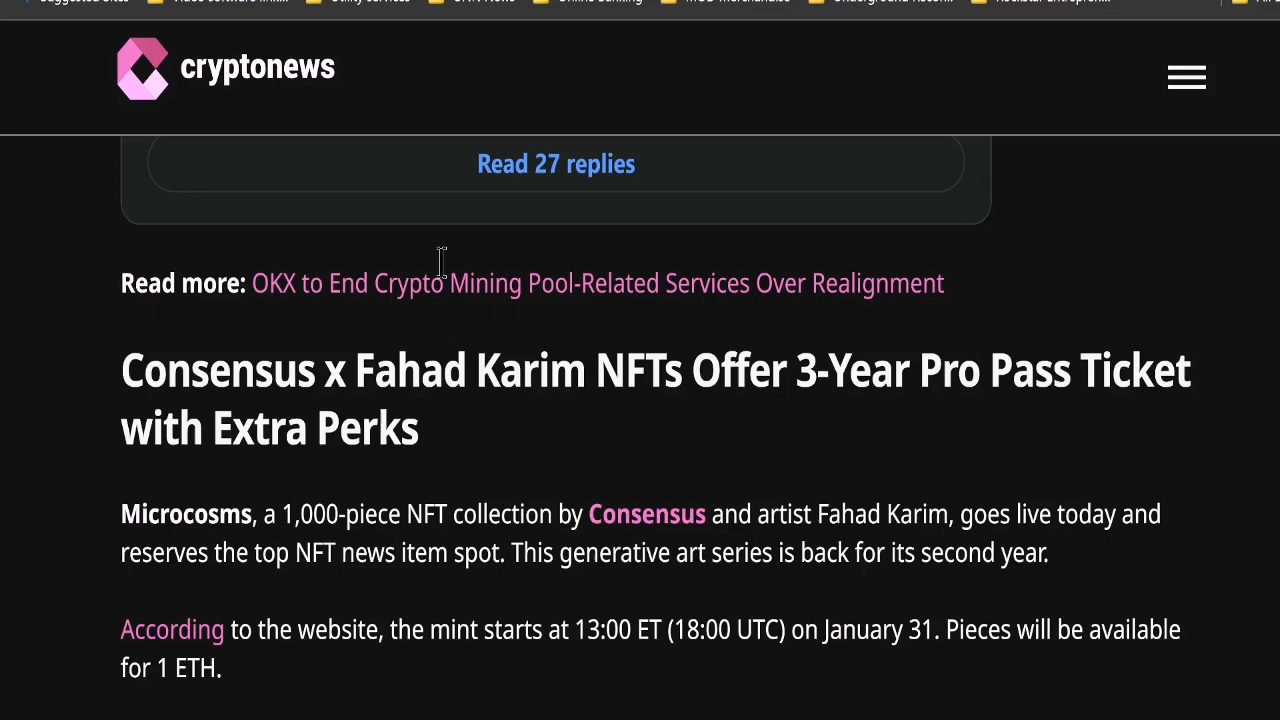 cryptonews
Read 27 replies
Read more: OKX to End Crypto Mining Pool-Related Services Over Realignment
Consensus x Fahad Karim NFTs Offer 3-Year Pro Pass Ticket
with Extra Perks
Microcosms, a 1,000-piece NFT collection by Consensus and artist Fahad Karim, goes live today and
reserves the top NFT news item spot. This generative art series is back for its second year.
According to the website, the mint starts at 13:00 ET (18:00 UTC) on January 31. Pieces will be available
for 1 ETH.